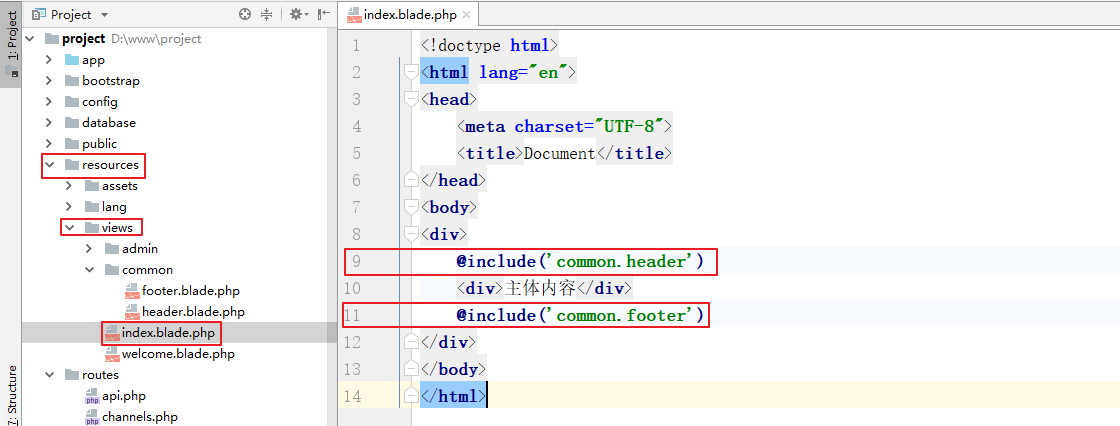 Project
index.blade.php
1: Project
7: Structure
project D:\www\project
app
bootstrap
config
database
public
resources
assets
lang
views
admin
common
footer.blade.php
header.blade.php
index.blade.php
welcome.blade.php
routes
php api.php
php channels.php
1 <!doctype html>
2 <html lang="en">
3 <head>
4 <meta charset="UTF-8">
5 <title>Document</title>
6 </head>
7 <body>
8 <div>
9 @include('common.header')
10 <div>主体内容</div>
11 @include('common.footer')
12 </div>
13 </body>
14 </html>